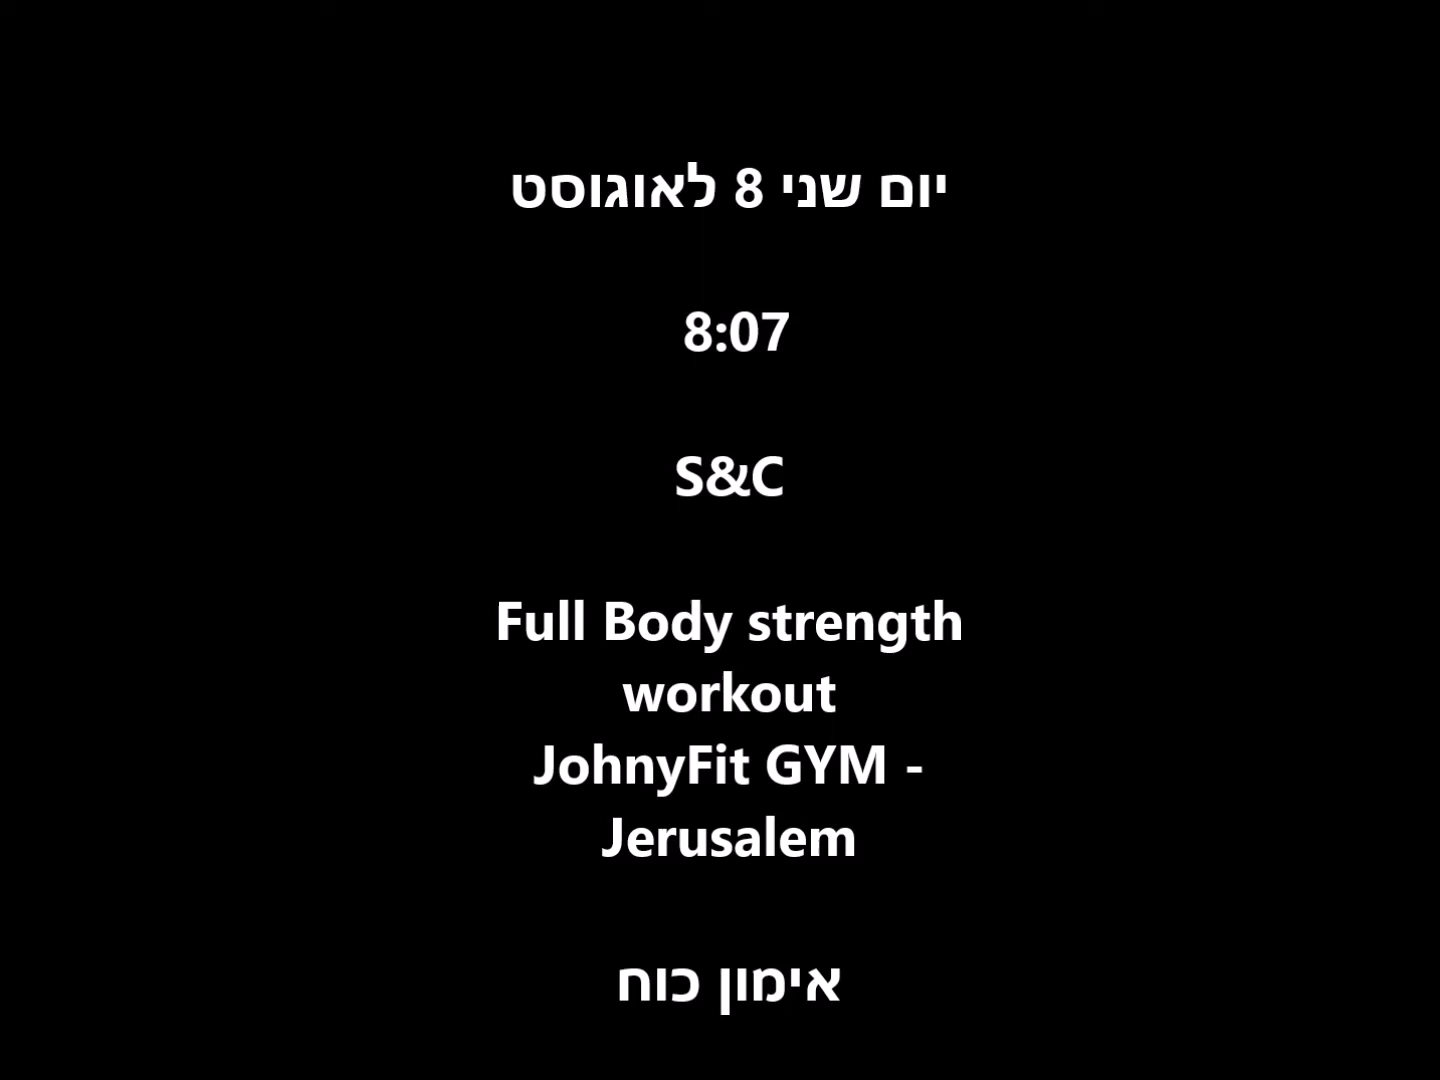 יום שני 8 לאוגוסט
8:07
S&C
Full Body strength
workout
JohnyFit GYM -
Jerusalem
אימון כוח